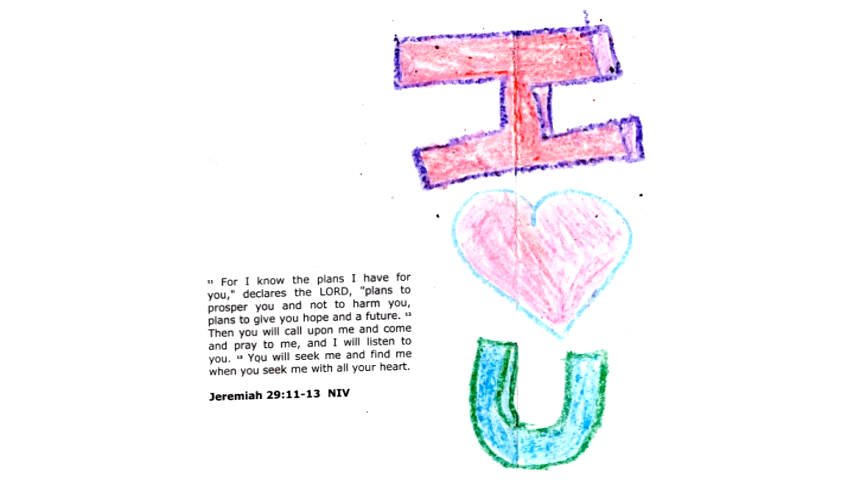 ¹¹ For I know the plans I have for
you," declares the LORD, "plans to
prosper you and not to harm you,
plans to give you hope and a future. ¹²
Then you will call upon me and come
and pray to me, and I will listen to
you. ¹³ You will seek me and find me
when you seek me with all your heart.
Jeremiah 29:11-13 NIV
I
U